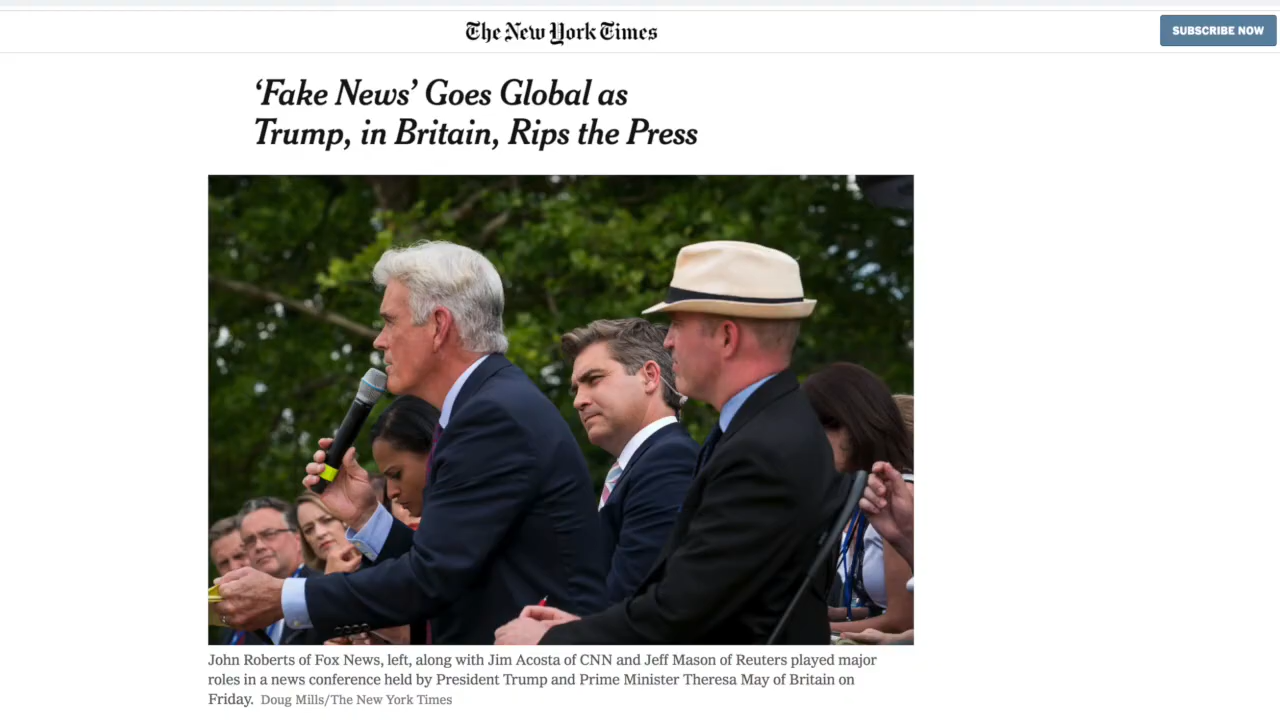 The New York Times
SUBSCRIBE NOW
‘Fake News’ Goes Global as
Trump, in Britain, Rips the Press
John Roberts of Fox News, left, along with Jim Acosta of CNN and Jeff Mason of Reuters played major
roles in a news conference held by President Trump and Prime Minister Theresa May of Britain on
Friday. Doug Mills/The New York Times